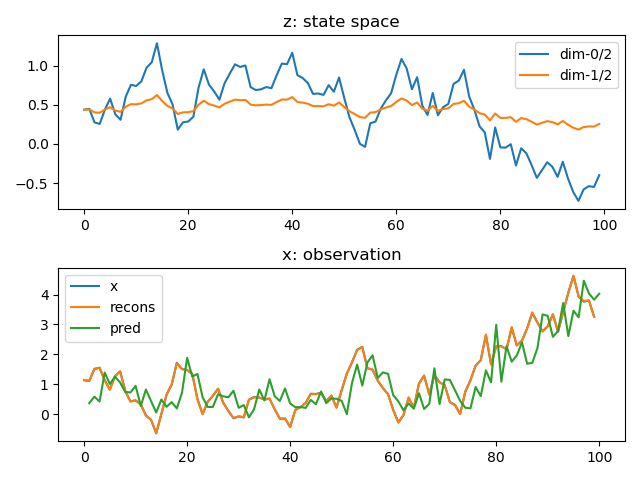 z: state space
dim-0/2
dim-1/2
1.0
0.5
0.0
−0.5
0 20 40 60 80 100
x: observation
x
recons
pred
4
3
2
1
0
0 20 40 60 80 100